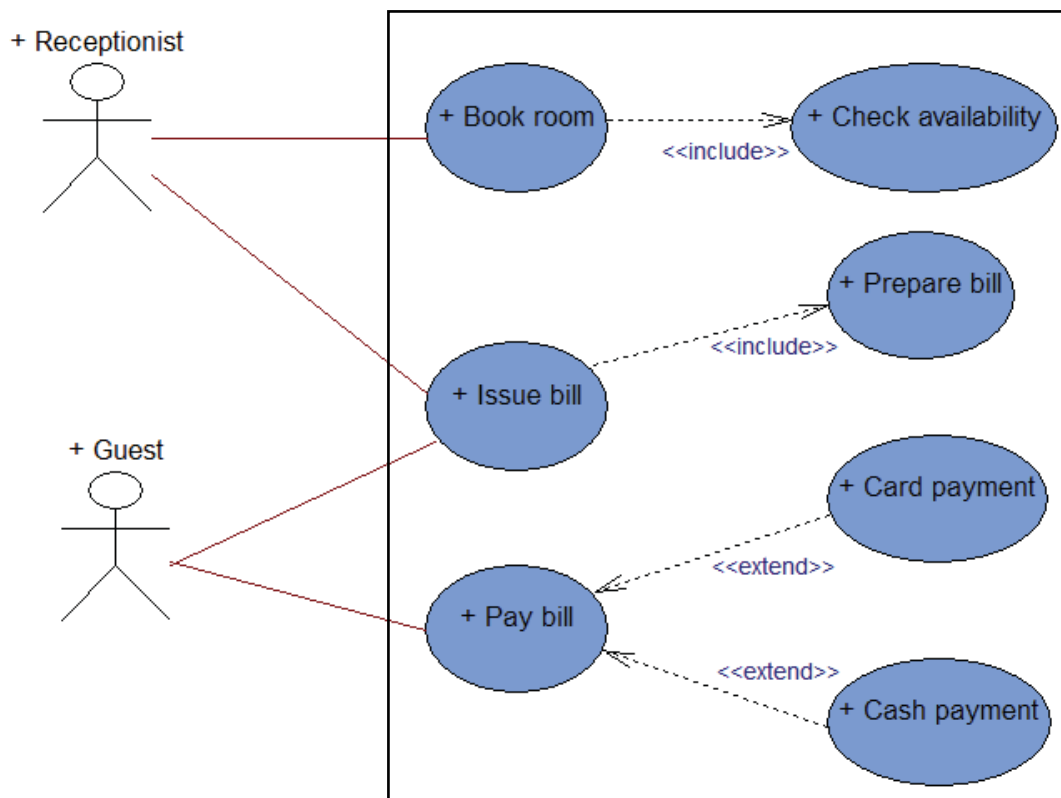 + Receptionist
+ Book room
+ Check availability
<<include>>
+ Prepare bill
<<include>>
+ Issue bill
+ Guest
+ Card payment
<<extend>>
+ Pay bill
<<extend>>
+ Cash payment